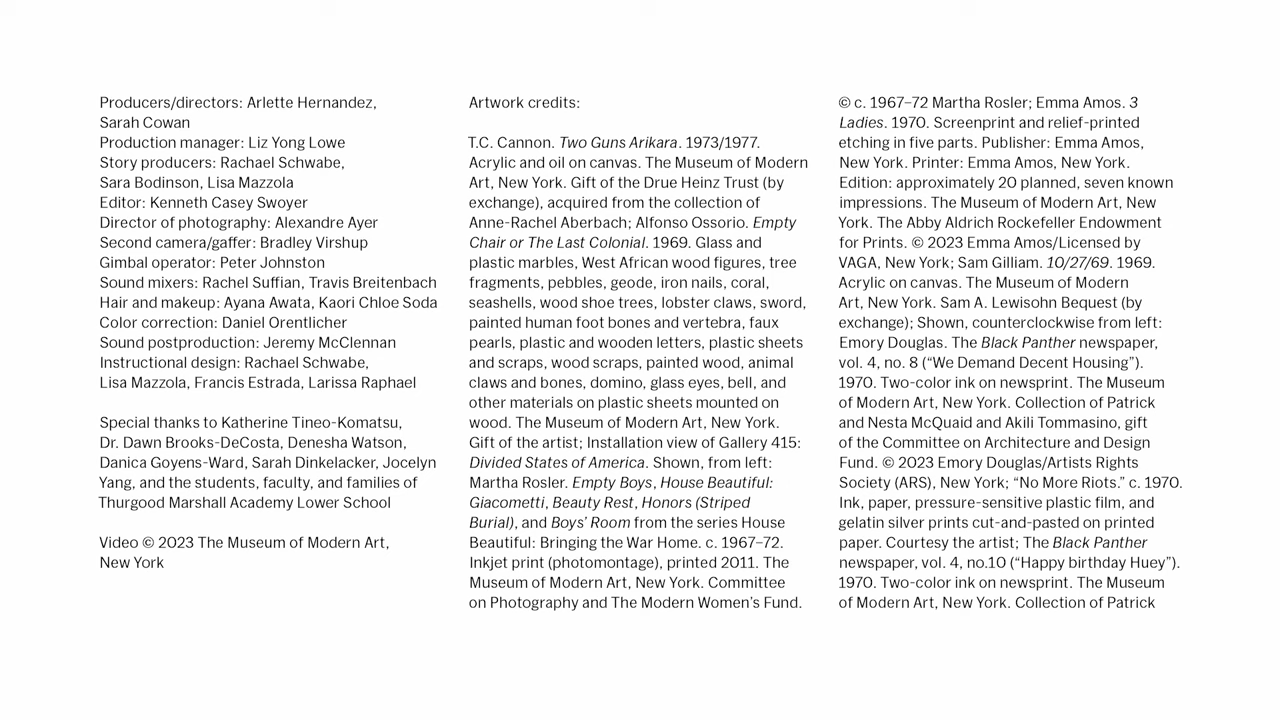 Producers/directors: Arlette Hernandez,
Sarah Cowan
Production manager: Liz Yong Lowe
Story producers: Rachael Schwabe,
Sara Bodinson, Lisa Mazzola
Editor: Kenneth Casey Swoyer
Director of photography: Alexandre Ayer
Second camera/gaffer: Bradley Virshup
Gimbal operator: Peter Johnston
Sound mixers: Rachel Suffian, Travis Breitenbach
Hair and makeup: Ayana Awata, Kaori Chloe Soda
Color correction: Daniel Orentlicher
Sound postproduction: Jeremy McClennan
Instructional design: Rachael Schwabe,
Lisa Mazzola, Francis Estrada, Larissa Raphael
Special thanks to Katherine Tineo-Komatsu,
Dr. Dawn Brooks-DeCosta, Denesha Watson,
Danica Goyens-Ward, Sarah Dinkelacker, Jocelyn
Yang, and the students, faculty, and families of
Thurgood Marshall Academy Lower School
Video © 2023 The Museum of Modern Art,
New York
Artwork credits:
T.C. Cannon. Two Guns Arikara. 1973/1977.
Acrylic and oil on canvas. The Museum of Modern
Art, New York. Gift of the Drue Heinz Trust (by
exchange), acquired from the collection of
Anne-Rachel Aberbach; Alfonso Ossorio. Empty
Chair or The Last Colonial. 1969. Glass and
plastic marbles, West African wood figures, tree
fragments, pebbles, geode, iron nails, coral,
seashells, wood shoe trees, lobster claws, sword,
painted human foot bones and vertebra, faux
pearls, plastic and wooden letters, plastic sheets
and scraps, wood scraps, painted wood, animal
claws and bones, domino, glass eyes, bell, and
other materials on plastic sheets mounted on
wood. The Museum of Modern Art, New York.
Gift of the artist; Installation view of Gallery 415:
Divided States of America. Shown, from left:
Martha Rosler. Empty Boys, House Beautiful:
Giacometti, Beauty Rest, Honors (Striped
Burial), and Boys’ Room from the series House
Beautiful: Bringing the War Home. c. 1967–72.
Inkjet print (photomontage), printed 2011. The
Museum of Modern Art, New York. Committee
on Photography and The Modern Women’s Fund.
© c. 1967–72 Martha Rosler; Emma Amos. 3
Ladies. 1970. Screenprint and relief-printed
etching in five parts. Publisher: Emma Amos,
New York. Printer: Emma Amos, New York.
Edition: approximately 20 planned, seven known
impressions. The Museum of Modern Art, New
York. The Abby Aldrich Rockefeller Endowment
for Prints. © 2023 Emma Amos/Licensed by
VAGA, New York; Sam Gilliam. 10/27/69. 1969.
Acrylic on canvas. The Museum of Modern
Art, New York. Sam A. Lewisohn Bequest (by
exchange); Shown, counterclockwise from left:
Emory Douglas. The Black Panther newspaper,
vol. 4, no. 8 (“We Demand Decent Housing”).
1970. Two-color ink on newsprint. The Museum
of Modern Art, New York. Collection of Patrick
and Nesta McQuaid and Akili Tommasino, gift
of the Committee on Architecture and Design
Fund. © 2023 Emory Douglas/Artists Rights
Society (ARS), New York; “No More Riots.” c. 1970.
Ink, paper, pressure-sensitive plastic film, and
gelatin silver prints cut-and-pasted on printed
paper. Courtesy the artist; The Black Panther
newspaper, vol. 4, no.10 (“Happy birthday Huey”).
1970. Two-color ink on newsprint. The Museum
of Modern Art, New York. Collection of Patrick